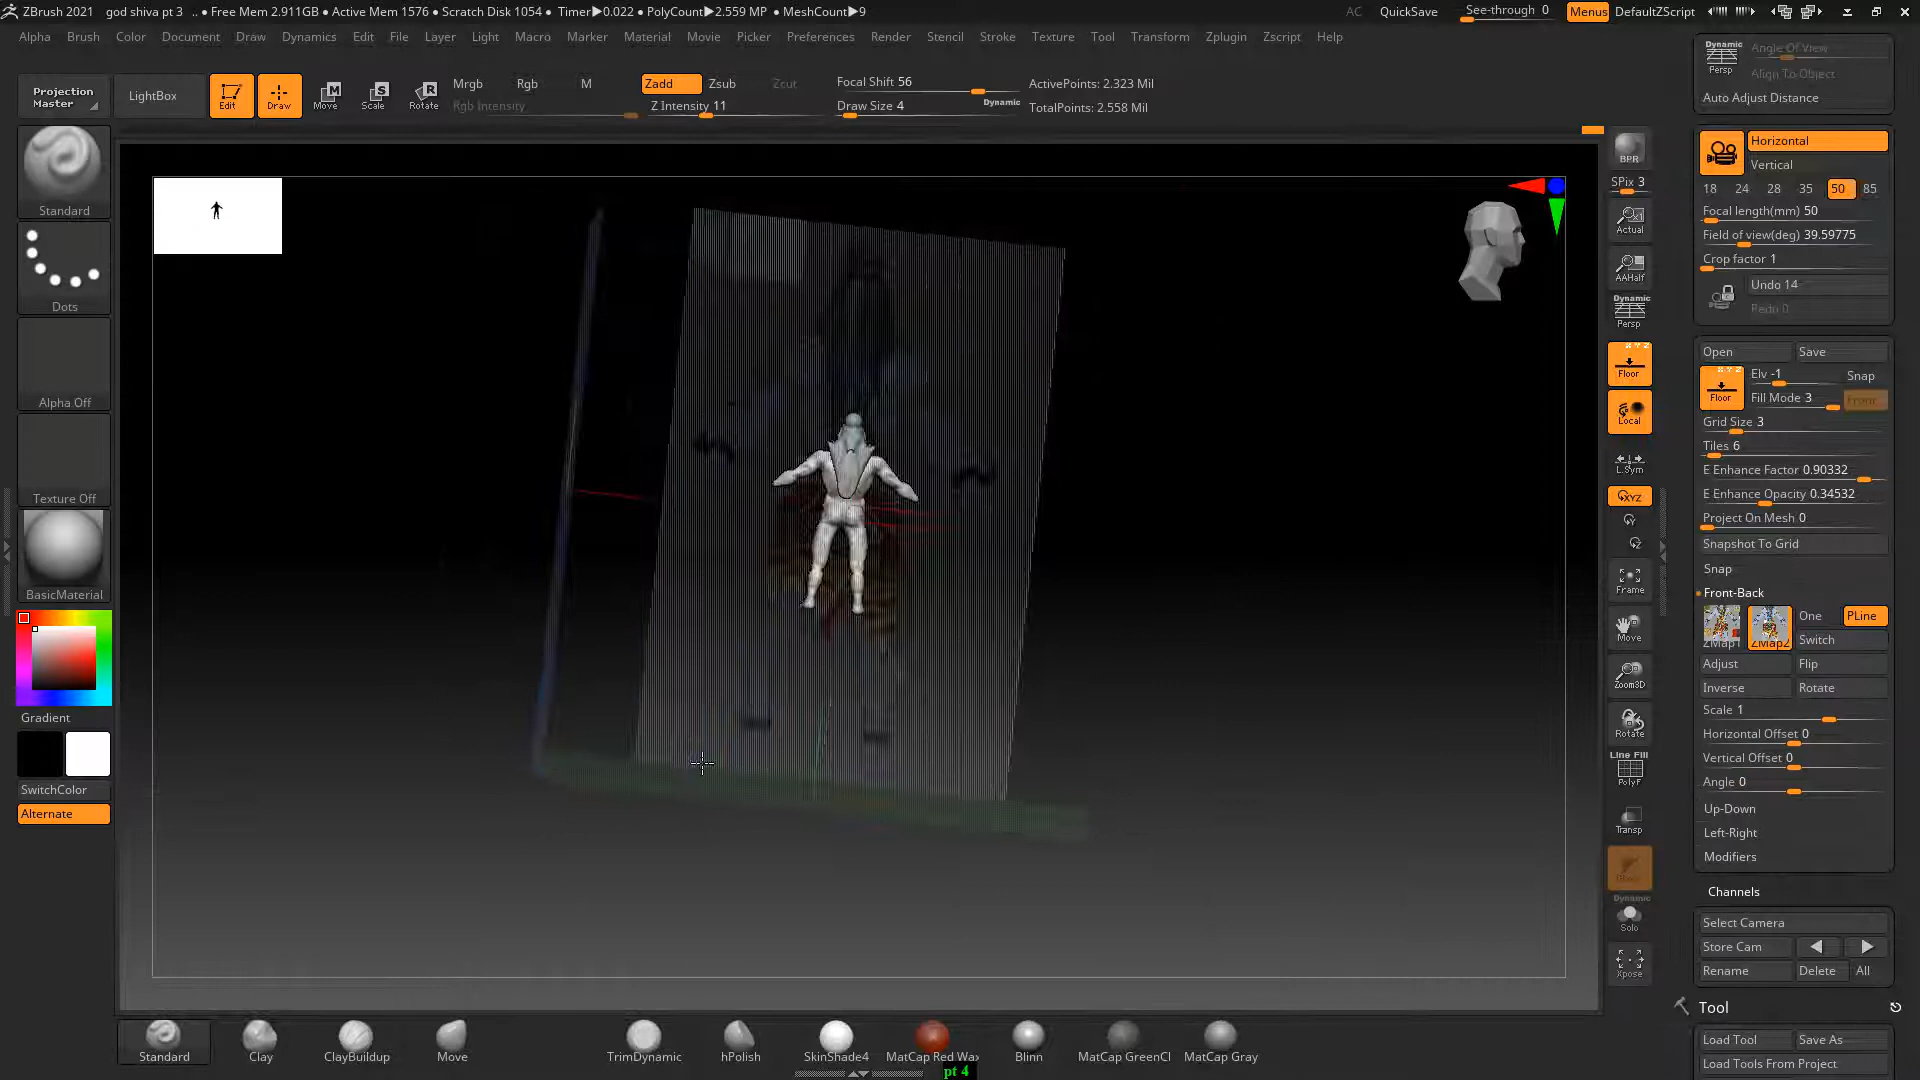 ZBrush 2021 god shiva pt 3 .. ● Free Mem 2.911GB ● Active Mem 1576 ● Scratch Disk 1054 ● Timer▶0.022 ● PolyCount▶2.559 MP ● MeshCount▶9
AC QuickSave See-through 0 Menus DefaultZScript
Alpha Brush Color Document Draw Dynamics Edit File Layer Light Macro Marker Material Movie Picker Preferences Render Stencil Stroke Texture Tool Transform Zplugin Zscript Help
Projection Master
LightBox
Edit
Draw
Move
Scale
Rotate
Mrgb Rgb M
Rgb Intensity
Zadd Zsub Zcut
Z Intensity 11
Focal Shift 56
Draw Size 4 Dynamic
ActivePoints: 2.323 Mil
TotalPoints: 2.558 Mil
Standard
Dots
Alpha Off
Texture Off
BasicMaterial
Gradient
SwitchColor
Alternate
BPR
SPix 3
Actual
AAHalf
Dynamic
Persp
X Y Z
Floor
Local
L.Sym
XYZ
Y
Z
Frame
Move
Zoom3D
Rotate
Line Fill
PolyF
Transp
Dynamic
Solo
Xpose
Dynamic
Persp
Angle Of View
Align To Object
Auto Adjust Distance
Horizontal
Vertical
18 24 28 35 50 85
Focal length(mm) 50
Field of view(deg) 39.59775
Crop factor 1
Undo 14
Redo 0
Open Save
X Y Z
Floor
Elv -1 Snap
Fill Mode 3 Front
Grid Size 3
Tiles 6
E Enhance Factor 0.90332
E Enhance Opacity 0.34532
Project On Mesh 0
Snapshot To Grid
Snap
Front-Back
ZMap1 ZMap2 One PLine
Switch
Adjust Flip
Inverse Rotate
Scale 1
Horizontal Offset 0
Vertical Offset 0
Angle 0
Up-Down
Left-Right
Modifiers
Channels
Select Camera
Store Cam
Rename Delete All
Tool
Load Tool Save As
Load Tools From Project
Standard Clay ClayBuildup Move TrimDynamic hPolish SkinShade4 MatCap Red Wax Blinn MatCap GreenCl MatCap Gray
pt 4